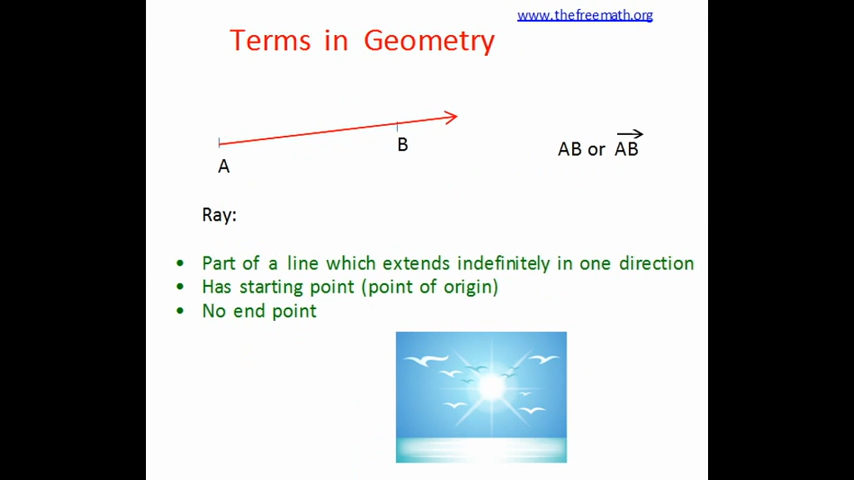 www.thefreemath.org
Terms in Geometry
A
B
AB or AB
Ray:
• Part of a line which extends indefinitely in one direction
• Has starting point (point of origin)
• No end point